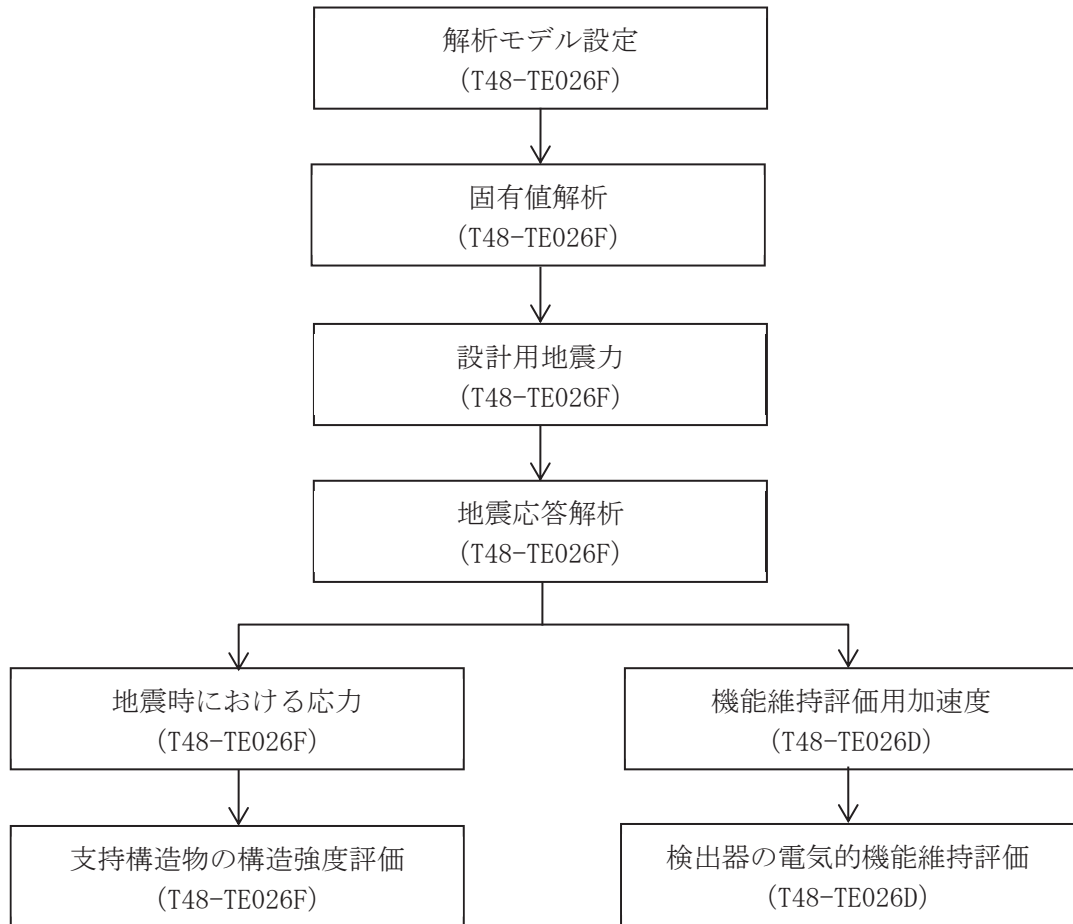 解析モデル設定
(T48-TE026F)
固有値解析
(T48-TE026F)
設計用地震力
(T48-TE026F)
地震応答解析
(T48-TE026F)
地震時における応力
(T48-TE026F)
機能維持評価用加速度
(T48-TE026D)
支持構造物の構造強度評価
(T48-TE026F)
検出器の電気的機能維持評価
(T48-TE026D)